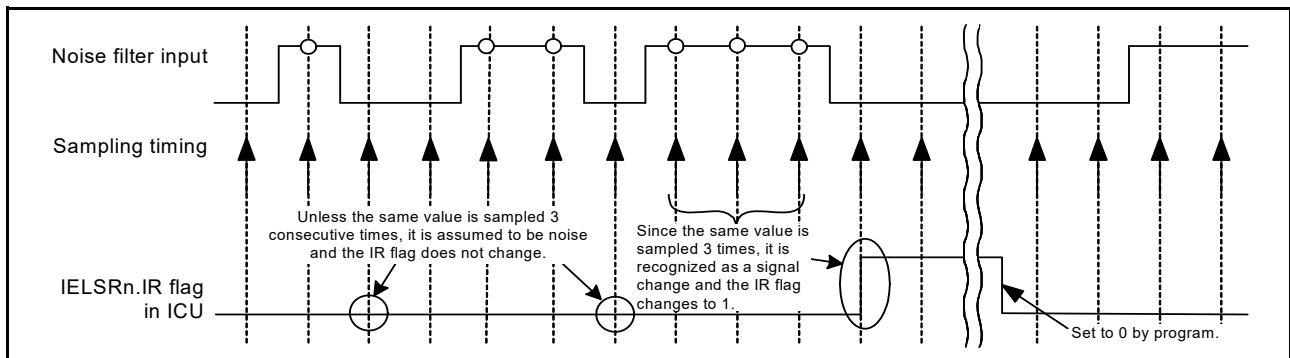 Noise filter input
Sampling timing
Unless the same value is sampled 3
consecutive times, it is assumed to be noise
and the IR flag does not change.
Since the same value is
sampled 3 times, it is
recognized as a signal
change and the IR flag
changes to 1.
IELSRn.IR flag
in ICU
Set to 0 by program.